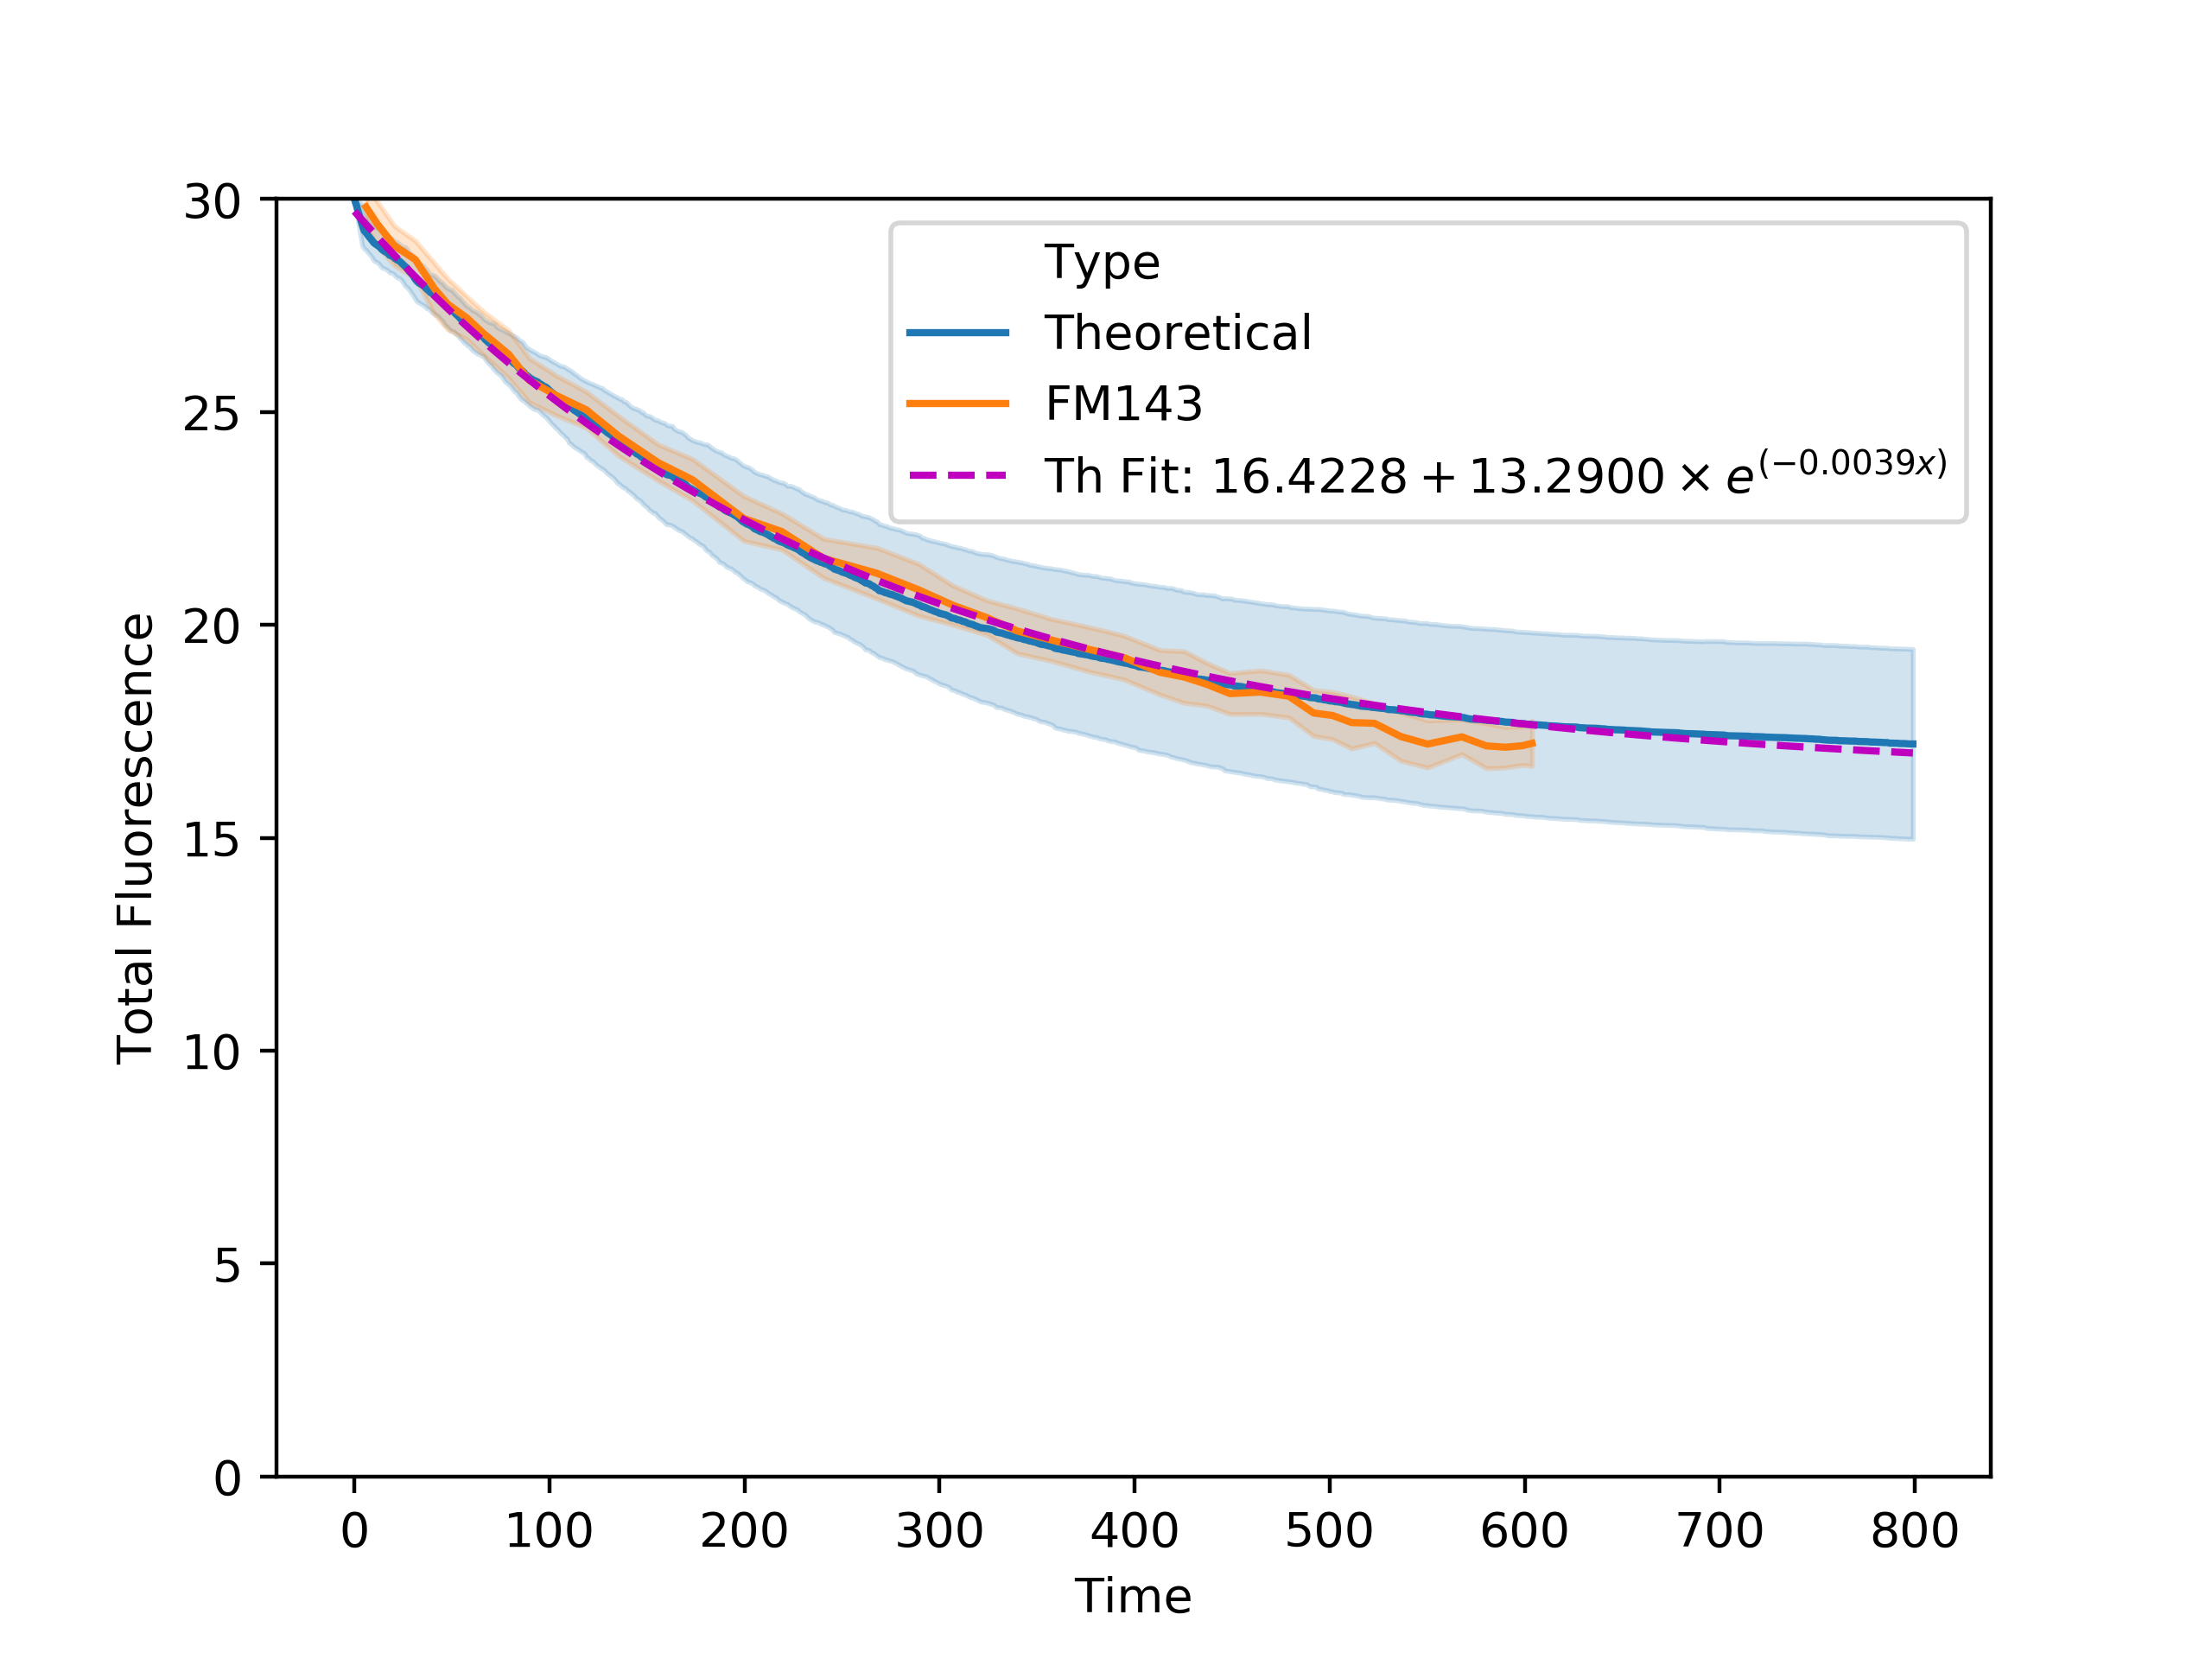 30
25
20
15
10
5
0
Total Fluorescence
Type
Theoretical
FM143
Th Fit: 16.4228 + 13.2900 × e^(−0.0039x)
0 100 200 300 400 500 600 700 800
Time